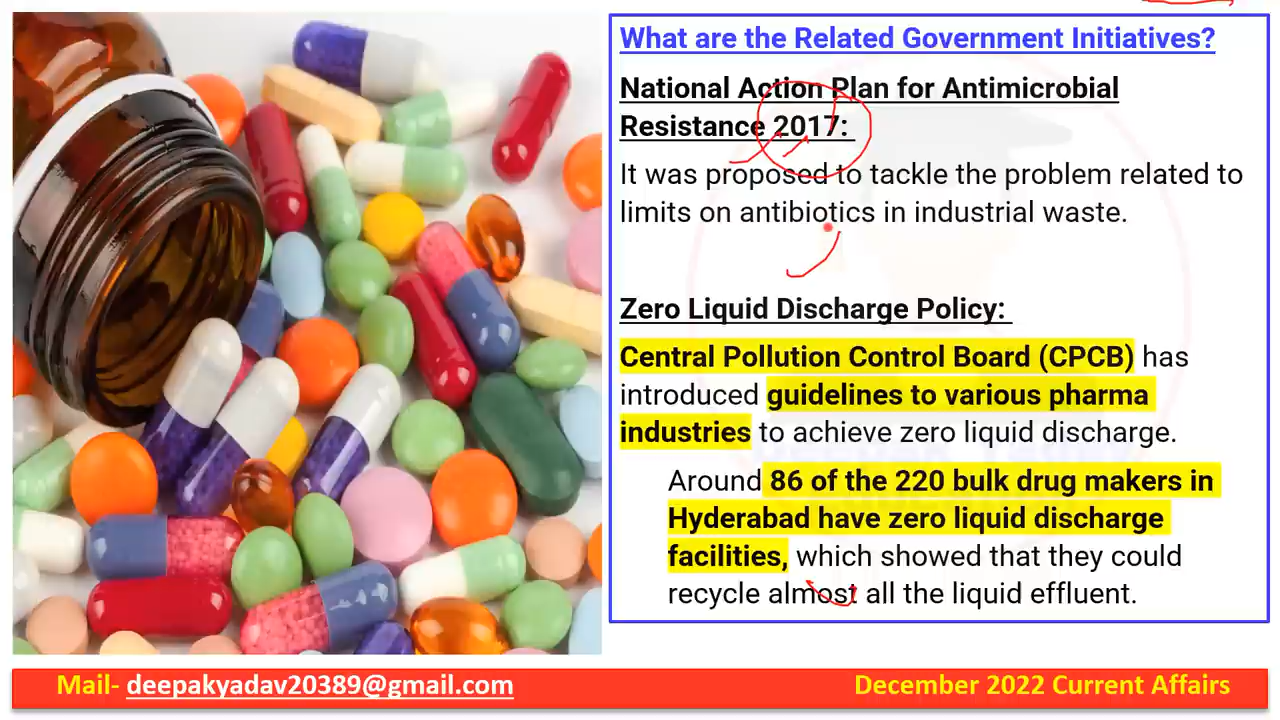 What are the Related Government Initiatives?
National Action Plan for Antimicrobial
Resistance 2017:
It was proposed to tackle the problem related to
limits on antibiotics in industrial waste.
Zero Liquid Discharge Policy:
Central Pollution Control Board (CPCB) has
introduced guidelines to various pharma
industries to achieve zero liquid discharge.
Around 86 of the 220 bulk drug makers in
Hyderabad have zero liquid discharge
facilities, which showed that they could
recycle almost all the liquid effluent.
Mail- deepakyadav20389@gmail.com
December 2022 Current Affairs